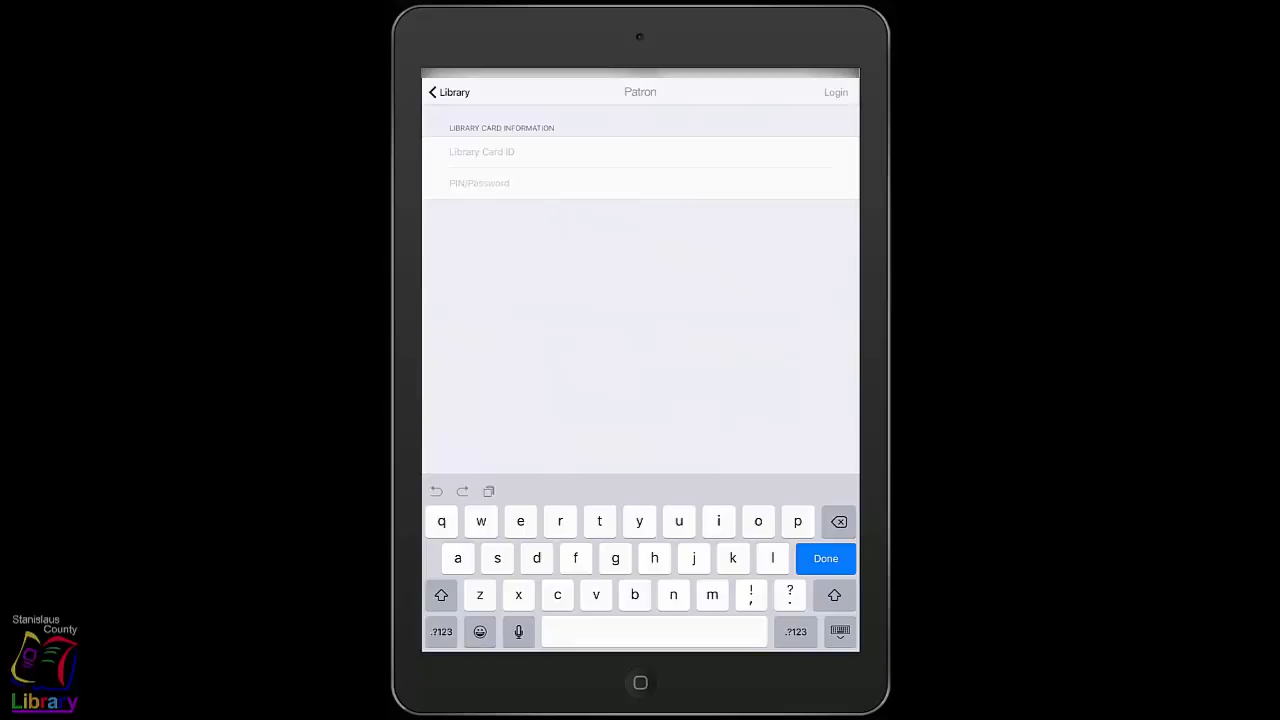 Library
Patron
Login
LIBRARY CARD INFORMATION
Library Card ID
PIN/Password
q w e r t y u i o p
a s d f g h j k l Done
z x c v b n m ! , ? .
.?123 .?123
Stanislaus
County
Library